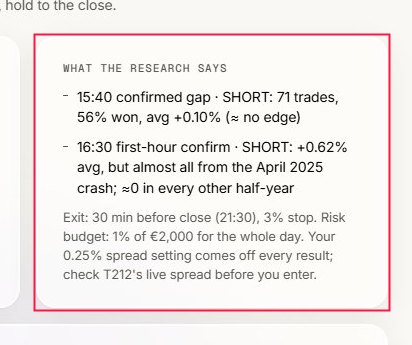 , hold to the close.
WHAT THE RESEARCH SAYS
– 15:40 confirmed gap · SHORT: 71 trades,
56% won, avg +0.10% (≈ no edge)
– 16:30 first-hour confirm · SHORT: +0.62%
avg, but almost all from the April 2025
crash; ≈0 in every other half-year
Exit: 30 min before close (21:30), 3% stop. Risk
budget: 1% of €2,000 for the whole day. Your
0.25% spread setting comes off every result;
check T212's live spread before you enter.